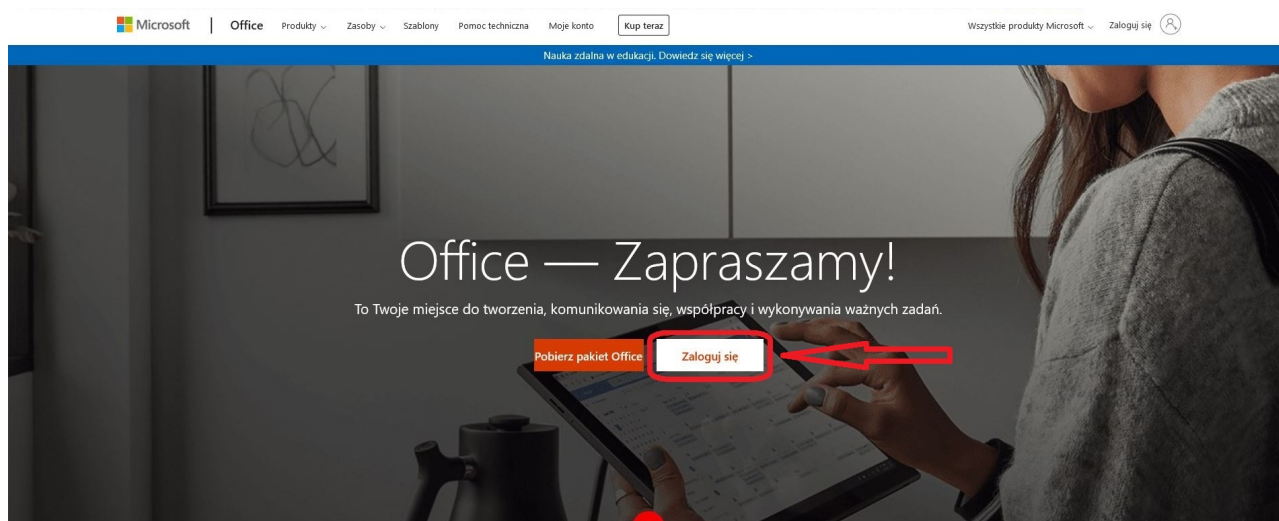 Microsoft Office Produkty Zasoby Szablony Pomoc techniczna Moje konto Kup teraz Wszystkie produkty Microsoft Zaloguj się
Nauka zdalna w edukacji. Dowiedz się więcej >
Office — Zapraszamy!
To Twoje miejsce do tworzenia, komunikowania się, współpracy i wykonywania ważnych zadań.
Pobierz pakiet Office Zaloguj się